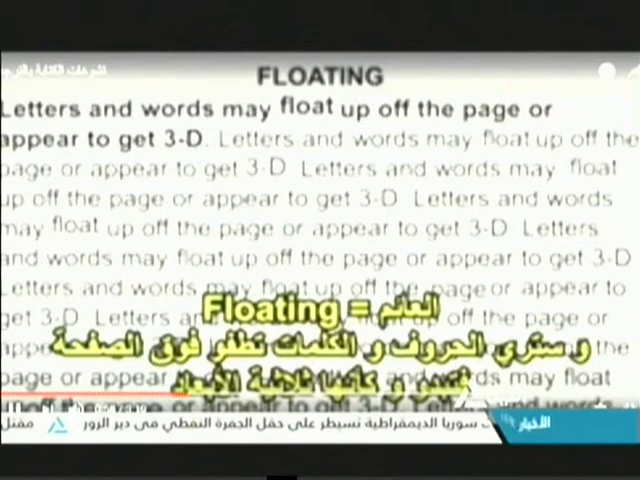 FLOATING
Letters and words may float up off the page or
appear to get 3-D. Letters and words may float up off the
page or appear to get 3-D Letters and words may float
up off the page or appear to get 3-D Letters and words
may float up off the page or appear to get 3-D Letters
and words may float up off the page or appear to get 3-D
Letters and words may float up off the page or appear to
get 3-D Letters off the page or
the
page or appear may float
Floating = العائم
و ستري الحروف و الكلمات تطفو فوق الصفحة
فتبدو و كأنها ثلاثية الأبعاد
الأخبار
سوريا الديمقراطية تسيطر على حقل الجفرة النفطي في دير الزور